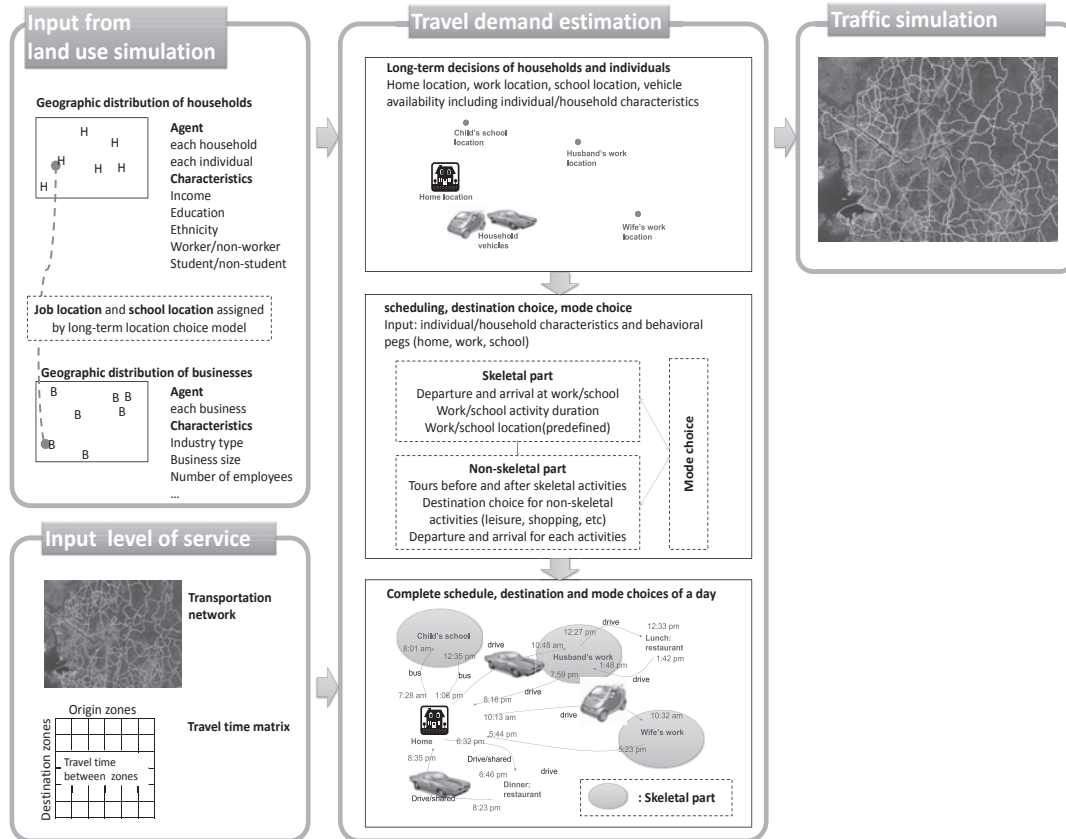 Input from
land use simulation
Geographic distribution of households
H
H
H
H
H
H
H
Agent
each household
each individual
Characteristics
Income
Education
Ethnicity
Worker/non-worker
Student/non-student
Job location and school location assigned
by long-term location choice model
Geographic distribution of businesses
B
B
B
B
B
B
B
Agent
each business
Characteristics
Industry type
Business size
Number of employees
...
Input level of service
Transportation
network
Origin zones
Destination zones
Travel time
between zones
Travel time matrix
Travel demand estimation
Long-term decisions of households and individuals
Home location, work location, school location, vehicle
availability including individual/household characteristics
Child's school
location
Husband's work
location
Home location
Household
vehicles
Wife's work
location
scheduling, destination choice, mode choice
Input: individual/household characteristics and behavioral
pegs (home, work, school)
Skeletal part
Departure and arrival at work/school
Work/school activity duration
Work/school location(predefined)
Non-skeletal part
Tours before and after skeletal activities
Destination choice for non-skeletal
activities (leisure, shopping, etc)
Departure and arrival for each activities
Mode choice
Complete schedule, destination and mode choices of a day
Child's school
8:01 am
12:35 pm
bus
bus
7:28 am
1:08 pm
drive
10:48 am
12:27 pm
drive
12:33 pm
Lunch:
restaurant
1:42 pm
Husband's work
1:48 pm
7:59 pm
drive
drive
8:16 pm
10:13 am
drive
10:32 am
Wife's work
5:23 pm
5:44 pm
Home
6:32 pm
8:35 pm
Drive/shared
6:46 pm
drive
Dinner:
restaurant
Drive/shared
8:23 pm
: Skeletal part
Traffic simulation